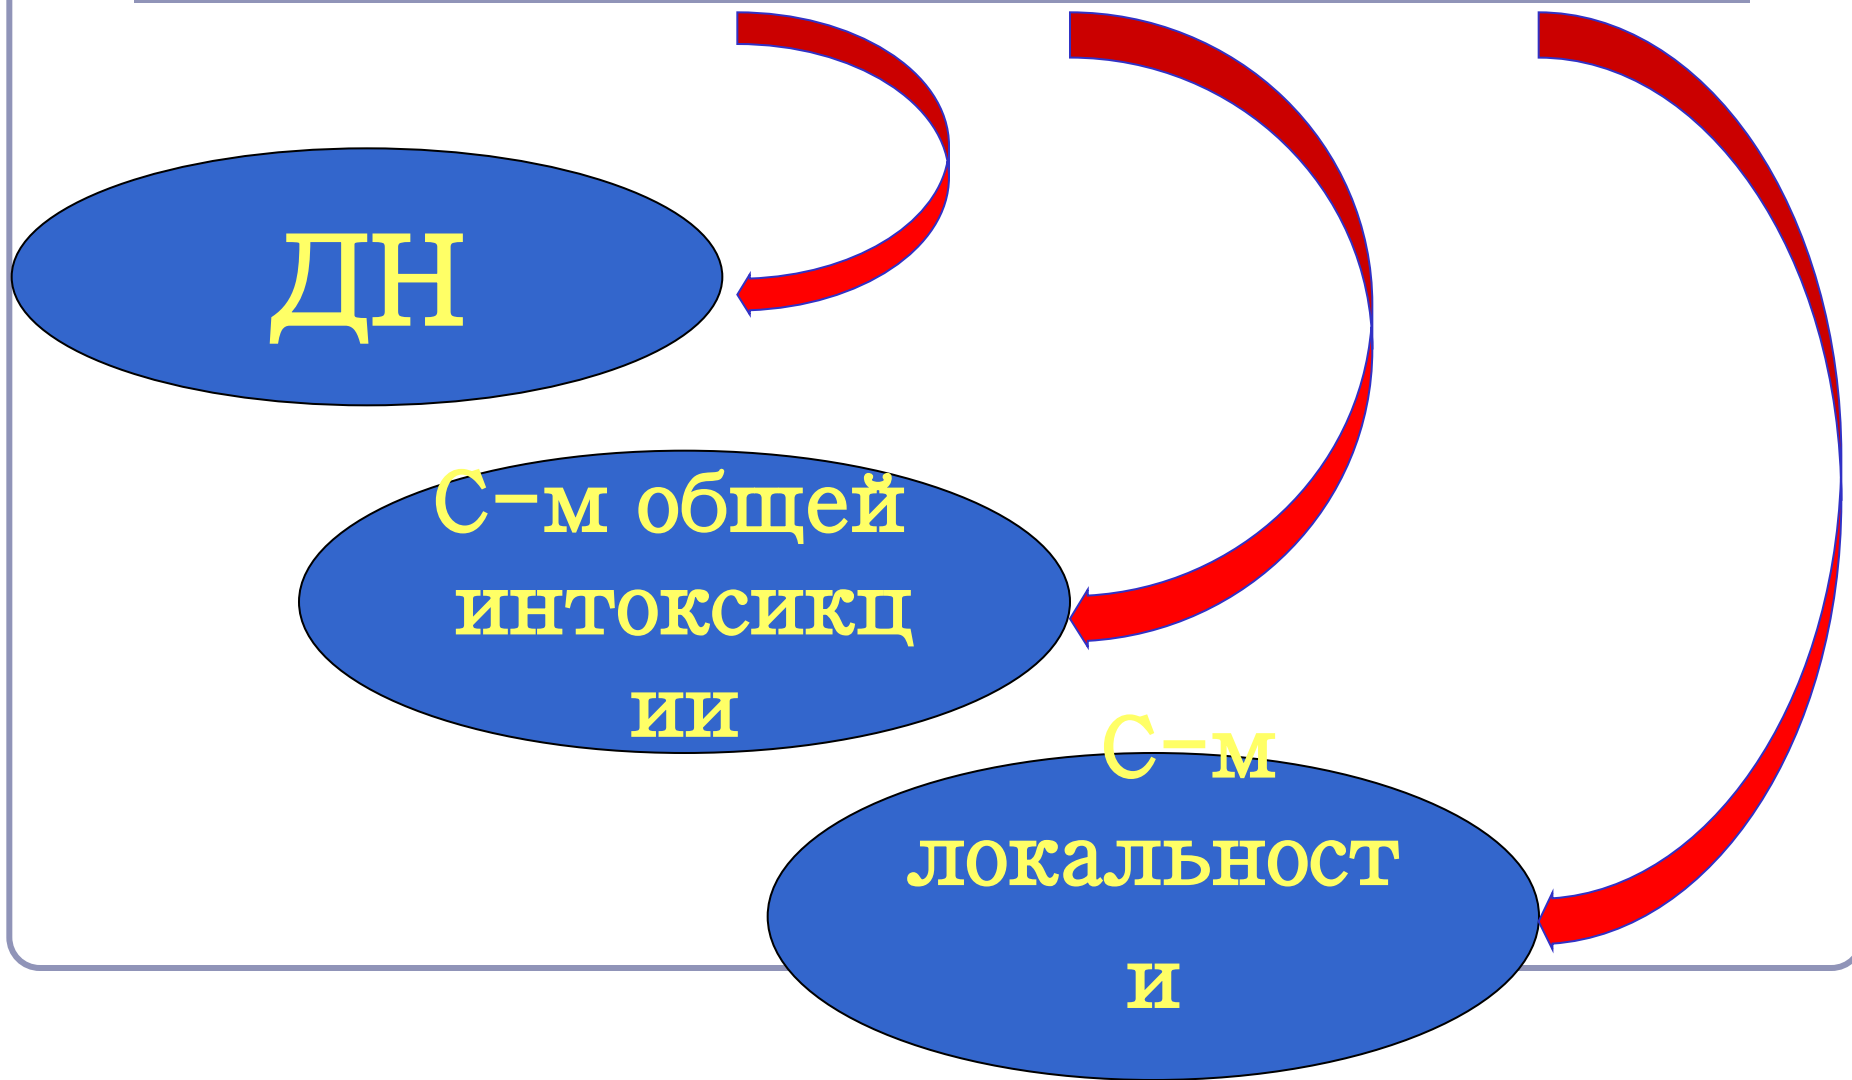 ДН
С-м общей
интоксикц
ии
С-м
локальност
и